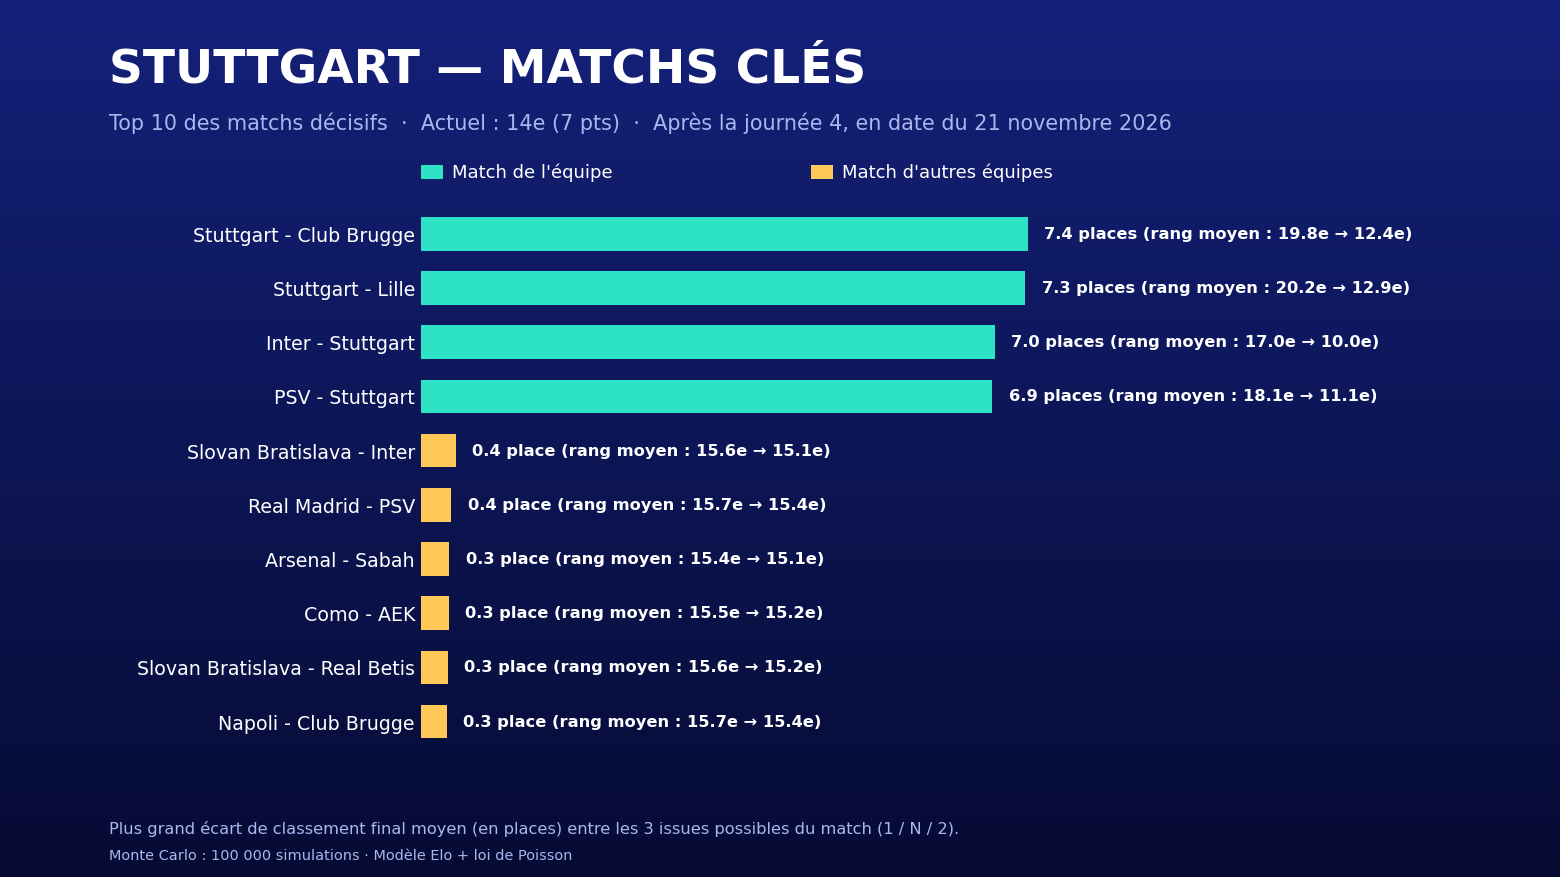 STUTTGART — MATCHS CLÉS
Top 10 des matchs décisifs · Actuel : 14e (7 pts) · Après la journée 4, en date du 21 novembre 2026
Match de l'équipe
Match d'autres équipes
Stuttgart - Club Brugge 7.4 places (rang moyen : 19.8e → 12.4e)
Stuttgart - Lille 7.3 places (rang moyen : 20.2e → 12.9e)
Inter - Stuttgart 7.0 places (rang moyen : 17.0e → 10.0e)
PSV - Stuttgart 6.9 places (rang moyen : 18.1e → 11.1e)
Slovan Bratislava - Inter 0.4 place (rang moyen : 15.6e → 15.1e)
Real Madrid - PSV 0.4 place (rang moyen : 15.7e → 15.4e)
Arsenal - Sabah 0.3 place (rang moyen : 15.4e → 15.1e)
Como - AEK 0.3 place (rang moyen : 15.5e → 15.2e)
Slovan Bratislava - Real Betis 0.3 place (rang moyen : 15.6e → 15.2e)
Napoli - Club Brugge 0.3 place (rang moyen : 15.7e → 15.4e)
Plus grand écart de classement final moyen (en places) entre les 3 issues possibles du match (1 / N / 2).
Monte Carlo : 100 000 simulations · Modèle Elo + loi de Poisson